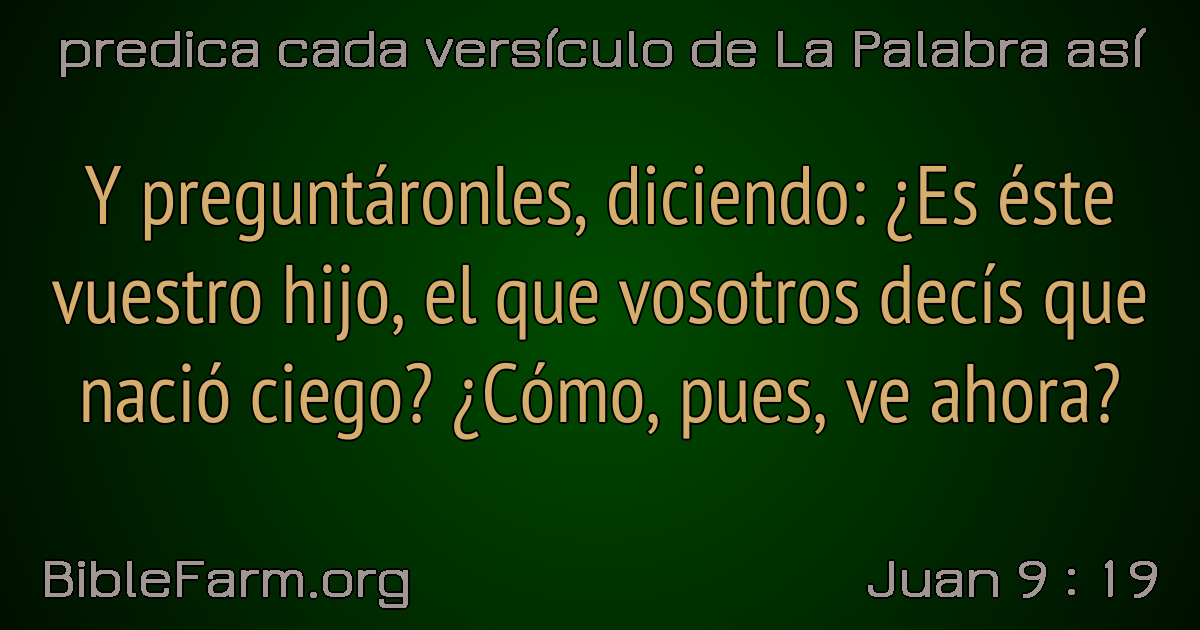 predica cada versículo de La Palabra así
Y preguntáronles, diciendo: ¿Es éste
vuestro hijo, el que vosotros decís que
nació ciego? ¿Cómo, pues, ve ahora?
BibleFarm.org
Juan 9 : 19